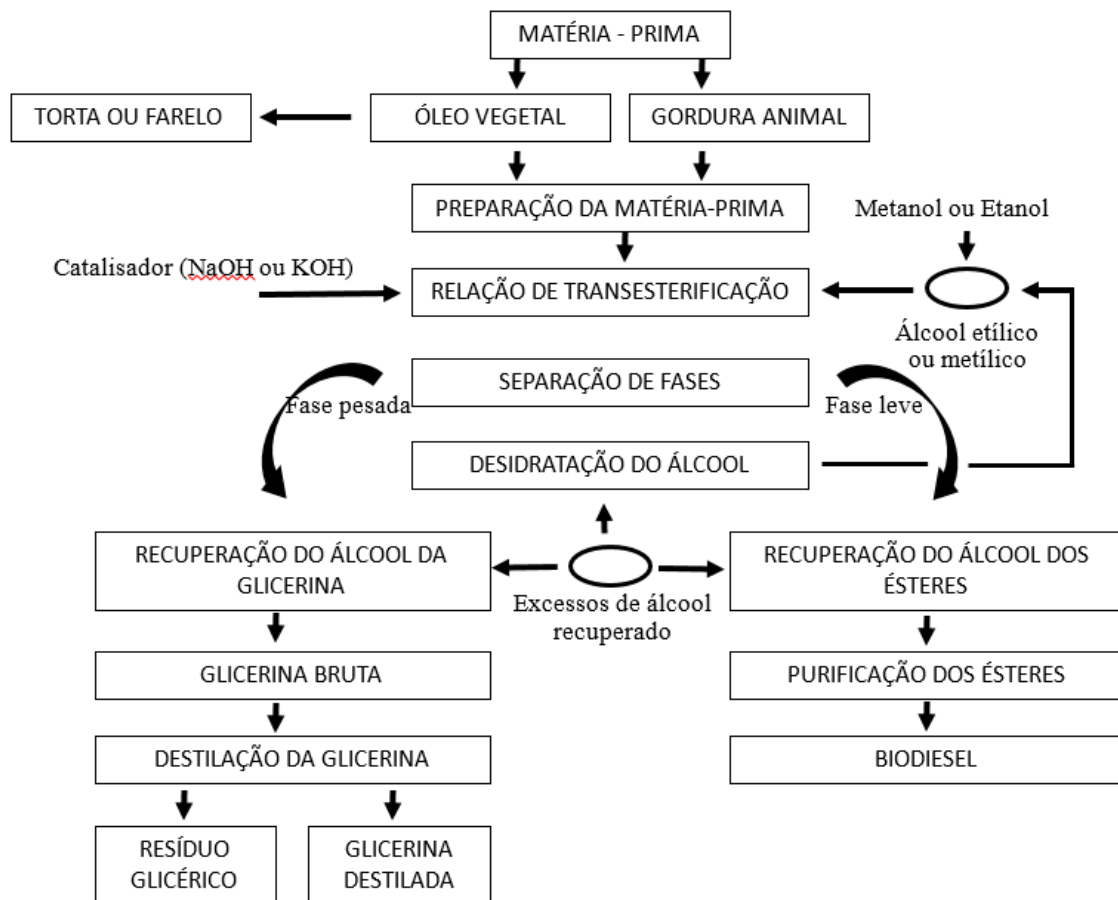 MATÉRIA - PRIMA
TORTA OU FARELO
ÓLEO VEGETAL
GORDURA ANIMAL
PREPARAÇÃO DA MATÉRIA-PRIMA
Metanol ou Etanol
Catalisador (NaOH ou KOH)
RELAÇÃO DE TRANSESTERIFICAÇÃO
Álcool etílico
ou metílico
SEPARAÇÃO DE FASES
Fase pesada
Fase leve
DESIDRATAÇÃO DO ÁLCOOL
RECUPERAÇÃO DO ÁLCOOL DA
GLICERINA
Excessos de álcool
recuperado
RECUPERAÇÃO DO ÁLCOOL DOS
ÉSTERES
GLICERINA BRUTA
PURIFICAÇÃO DOS ÉSTERES
DESTILAÇÃO DA GLICERINA
BIODIESEL
RESÍDUO
GLICÉRICO
GLICERINA
DESTILADA